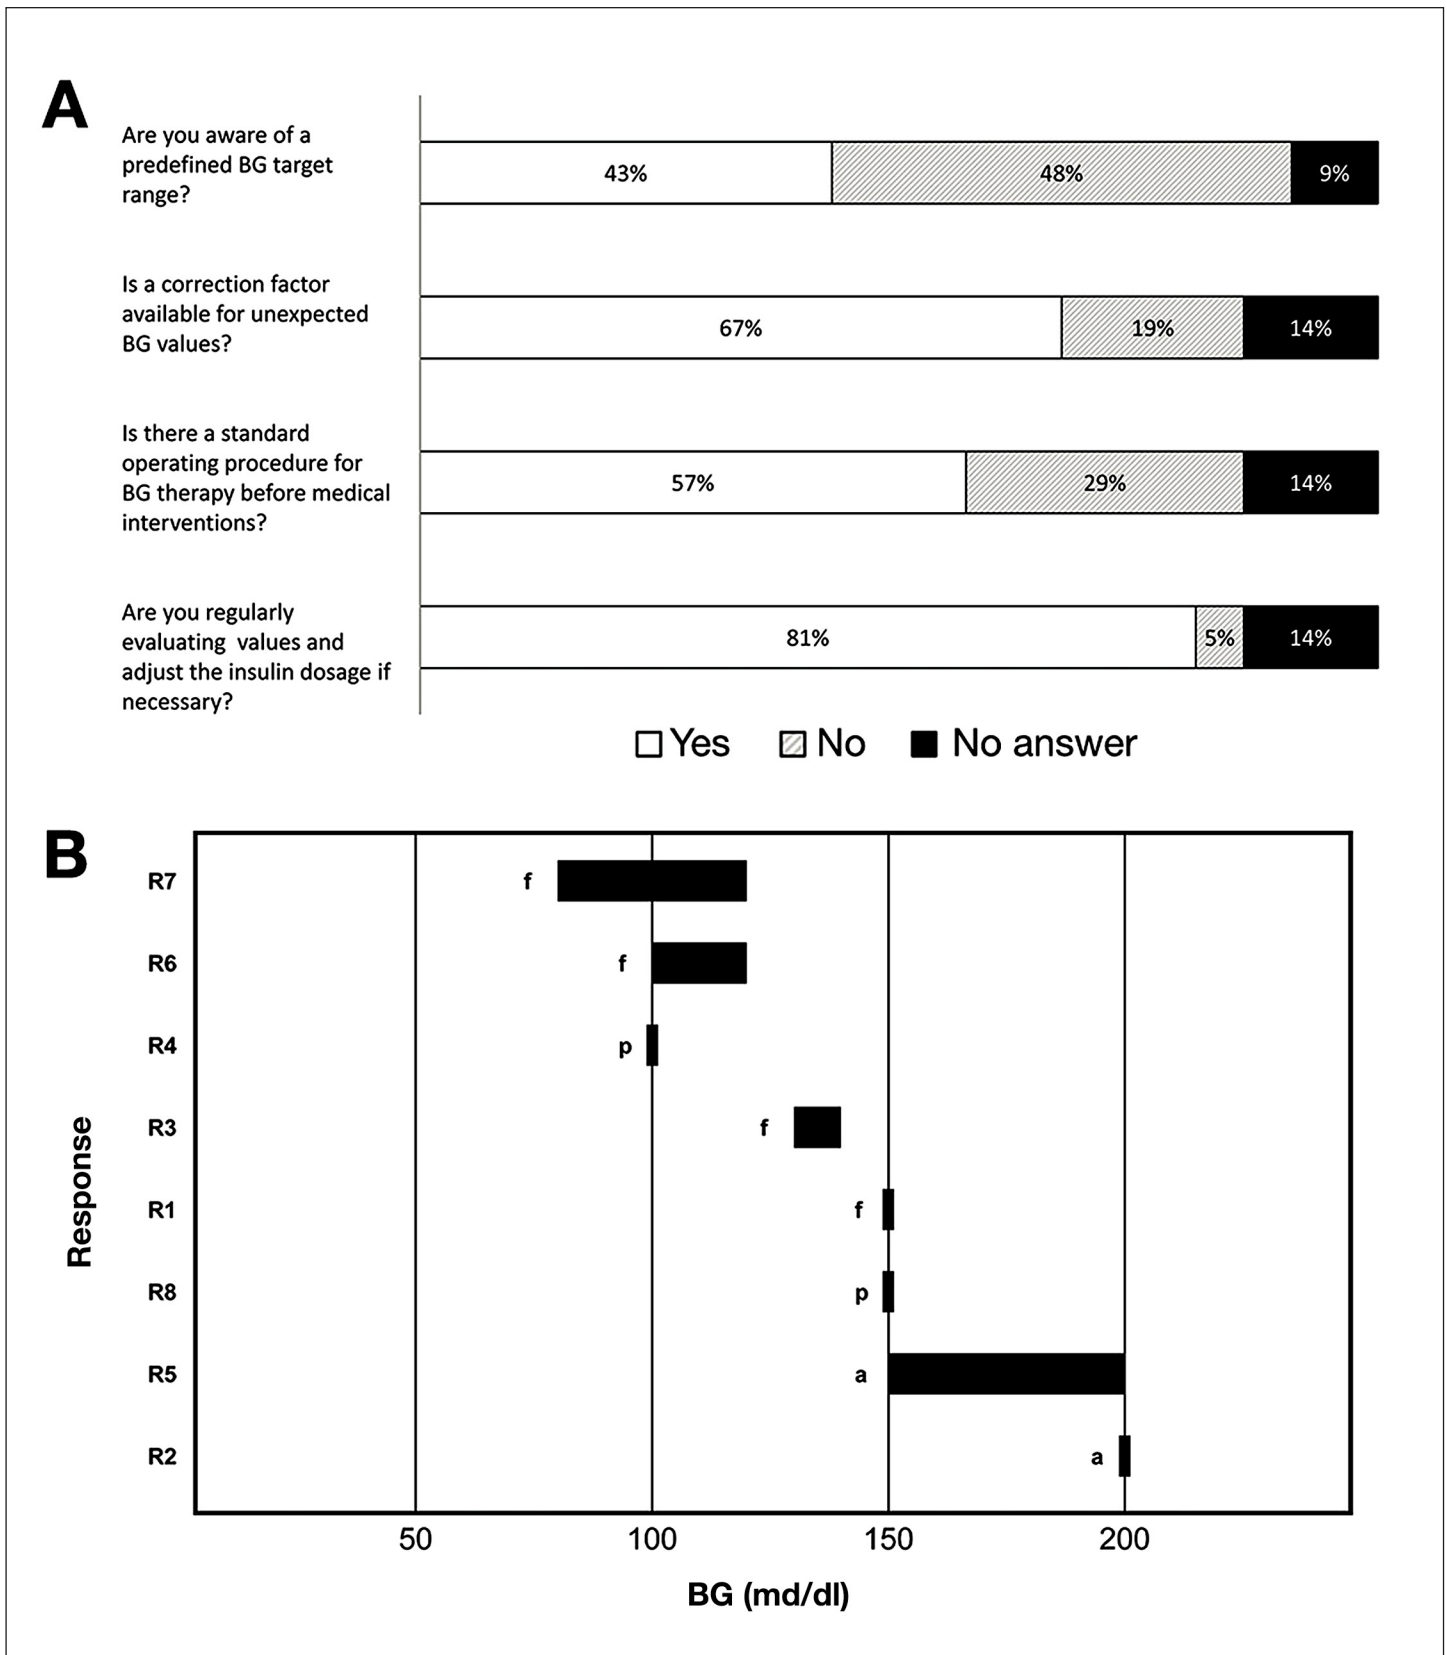 A
Are you aware of a
predefined BG target
range?
43% 48% 9%
Is a correction factor
available for unexpected
BG values?
67% 19% 14%
Is there a standard
operating procedure for
BG therapy before medical
interventions?
57% 29% 14%
Are you regularly
evaluating values and
adjust the insulin dosage if
necessary?
81% 5% 14%
Yes No No answer
B
Response
R7 f
R6 f
R4 p
R3 f
R1 f
R8 p
R5 a
R2 a
50 100 150 200
BG (md/dl)